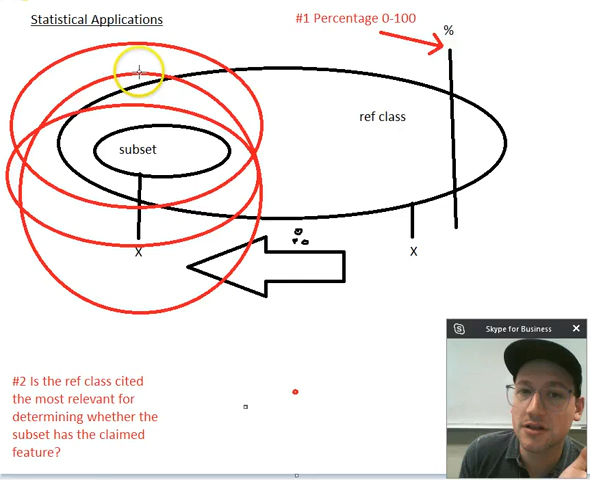 Statistical Applications
#1 Percentage 0-100
%
ref class
subset
X
X
Skype for Business
#2 Is the ref class cited
the most relevant for
determining whether the
subset has the claimed
feature?